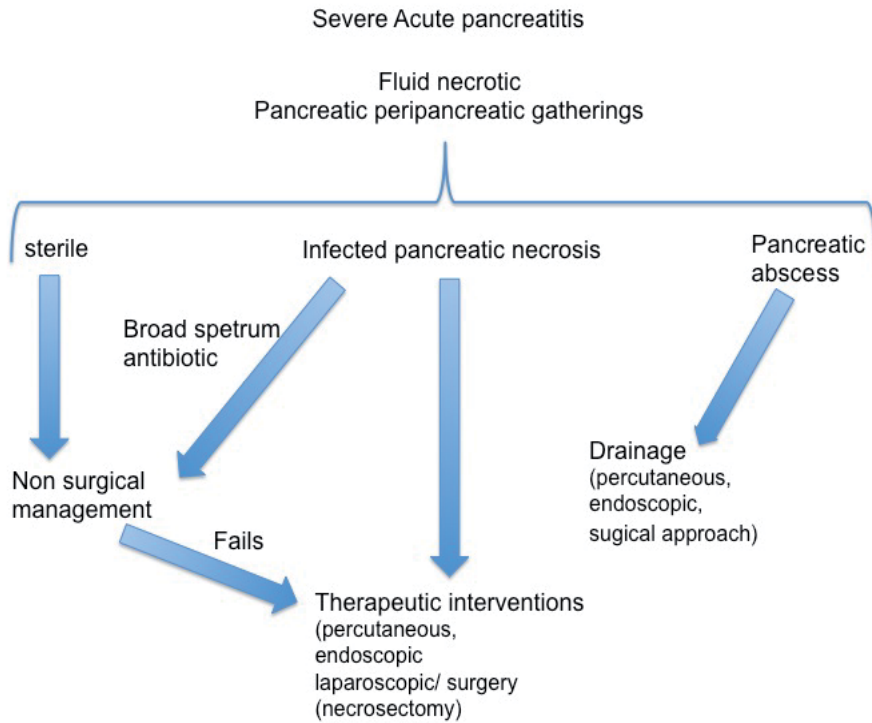 Severe Acute pancreatitis
Fluid necrotic
Pancreatic peripancreatic gatherings
sterile
Infected pancreatic necrosis
Pancreatic
abscess
Broad spetrum
antibiotic
Non surgical
management
Fails
Drainage
(percutaneous,
endoscopic,
sugical approach)
Therapeutic interventions
(percutaneous,
endoscopic
laparoscopic/ surgery
(necrosectomy)